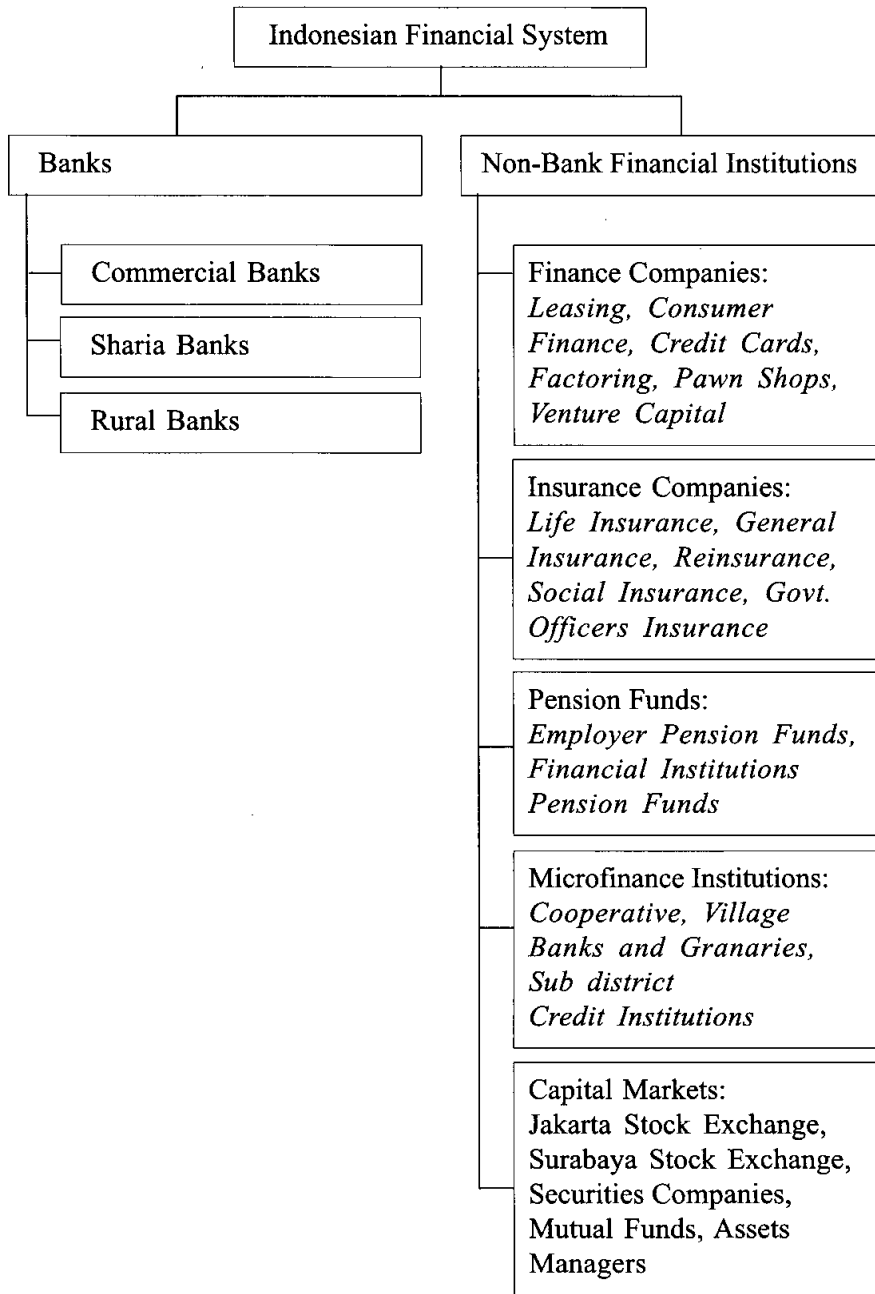 Indonesian Financial System
Banks
Commercial Banks
Sharia Banks
Rural Banks
Non-Bank Financial Institutions
Finance Companies:
Leasing, Consumer
Finance, Credit Cards,
Factoring, Pawn Shops,
Venture Capital
Insurance Companies:
Life Insurance, General
Insurance, Reinsurance,
Social Insurance, Govt.
Officers Insurance
Pension Funds:
Employer Pension Funds,
Financial Institutions
Pension Funds
Microfinance Institutions:
Cooperative, Village
Banks and Granaries,
Sub district
Credit Institutions
Capital Markets:
Jakarta Stock Exchange,
Surabaya Stock Exchange,
Securities Companies,
Mutual Funds, Assets
Managers